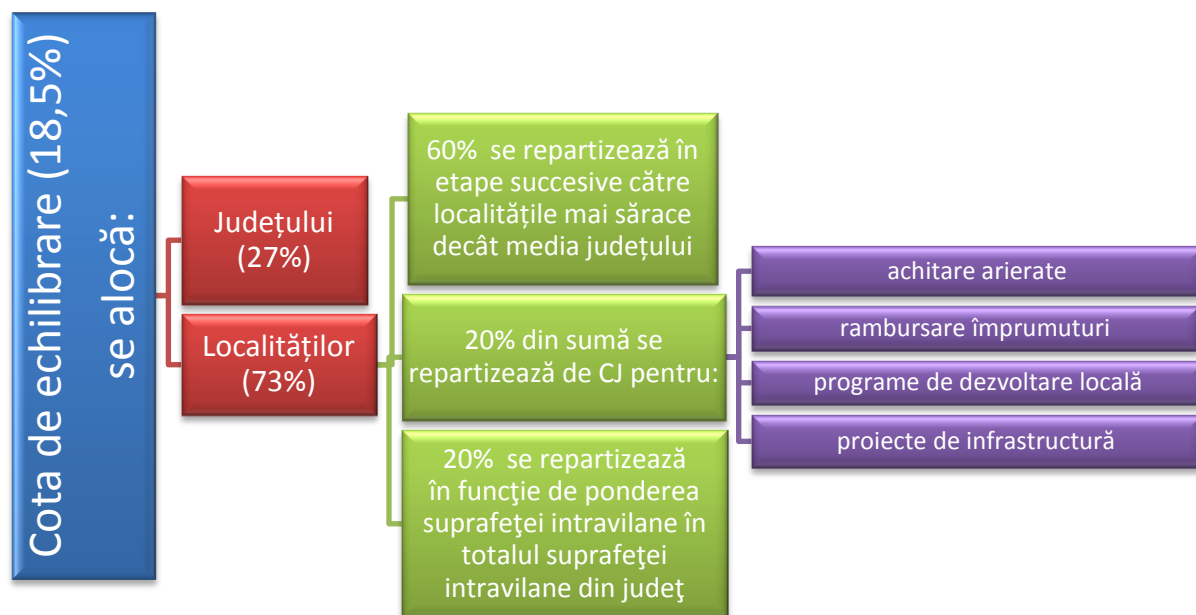 Cota de echilibrare (18,5%)
se alocă:
Județului
(27%)
Localităților
(73%)
60% se repartizează în
etape succesive către
localitățile mai sărace
decât media județului
20% din sumă se
repartizează de CJ pentru:
20% se repartizează
în funcţie de ponderea
suprafeţei intravilane în
totalul suprafeţei
intravilane din judeţ
achitare arierate
rambursare împrumuturi
programe de dezvoltare locală
proiecte de infrastructură